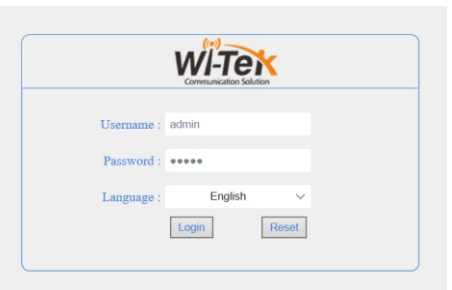 WI-TEK
Communication Solution
Username : admin
Password : •••••
Language : English
Login Reset